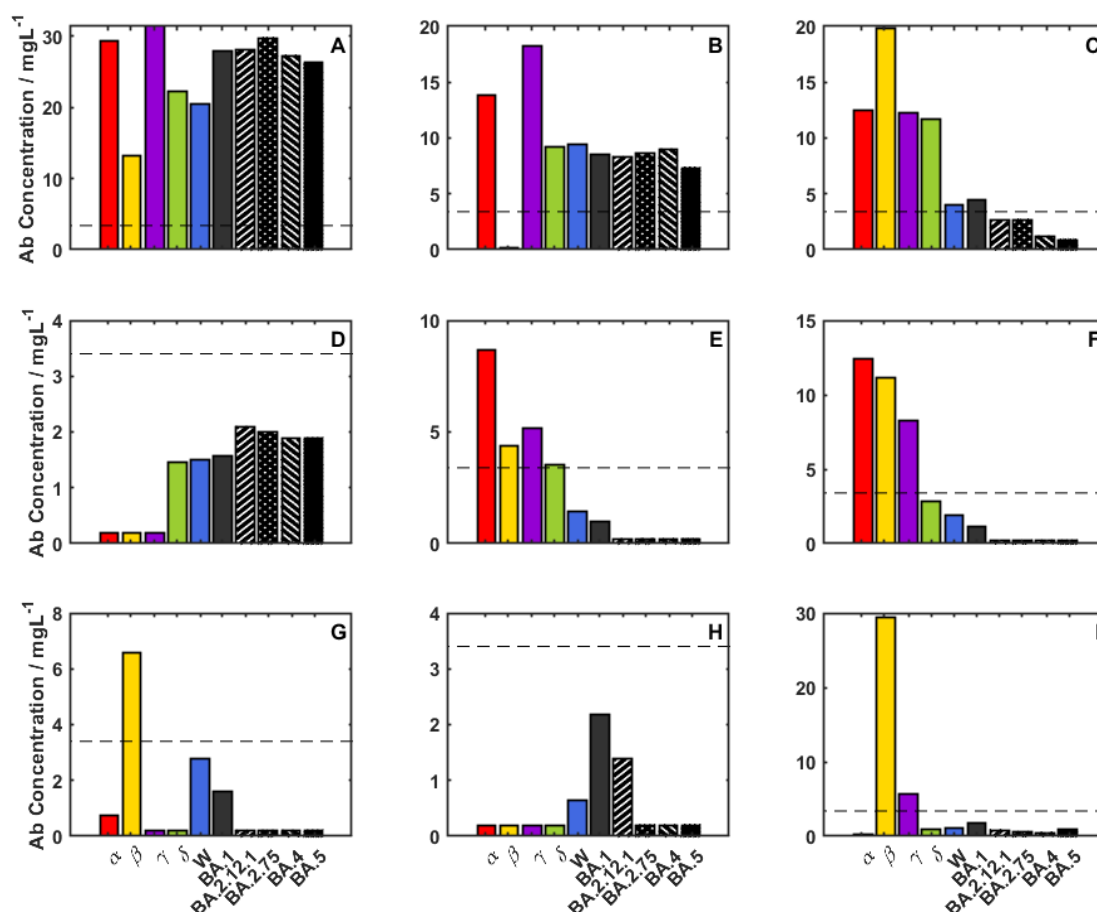 A
B
C
Ab Concentration / mgL⁻¹
30
20
10
0
20
15
10
5
0
20
15
10
5
0
D
E
F
Ab Concentration / mgL⁻¹
4
3
2
1
0
10
5
0
15
10
5
0
G
H
I
Ab Concentration / mgL⁻¹
8
6
4
2
0
4
3
2
1
0
30
20
10
0
α β γ δ W BA.1 BA.2.12.1 BA.2.75 BA.4 BA.5
α β γ δ W BA.1 BA.2.12.1 BA.2.75 BA.4 BA.5
α β γ δ W BA.1 BA.2.12.1 BA.2.75 BA.4 BA.5